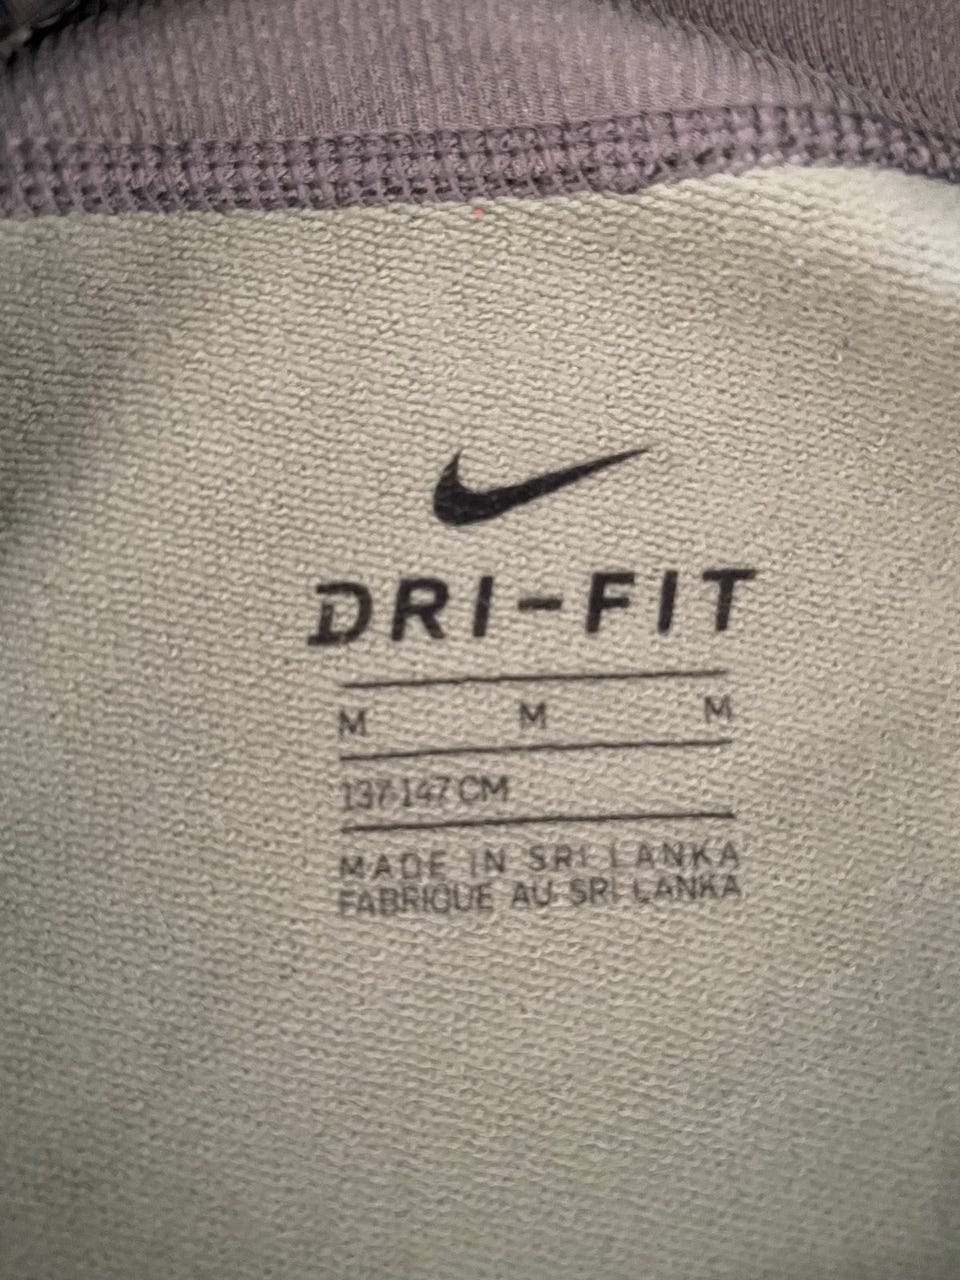 DRI-FIT
M M M
137-147 CM
MADE IN SRI LANKA
FABRIQUE AU SRI LANKA